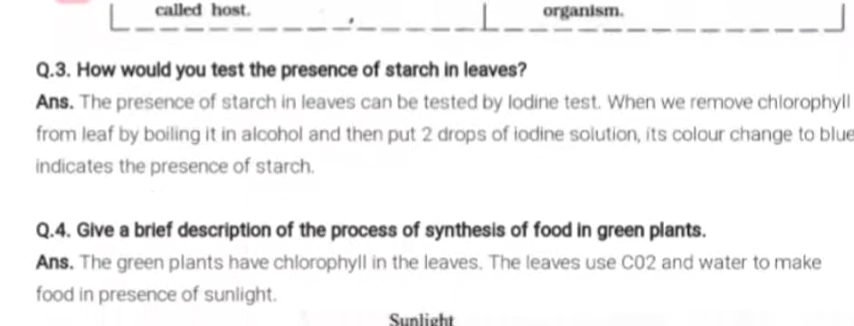 called host.
organism.
Q.3. How would you test the presence of starch in leaves?
Ans. The presence of starch in leaves can be tested by Iodine test. When we remove chlorophyll
from leaf by boiling it in alcohol and then put 2 drops of iodine solution, its colour change to blue
indicates the presence of starch.
Q.4. Give a brief description of the process of synthesis of food in green plants.
Ans. The green plants have chlorophyll in the leaves. The leaves use C02 and water to make
food in presence of sunlight.
Sunlight